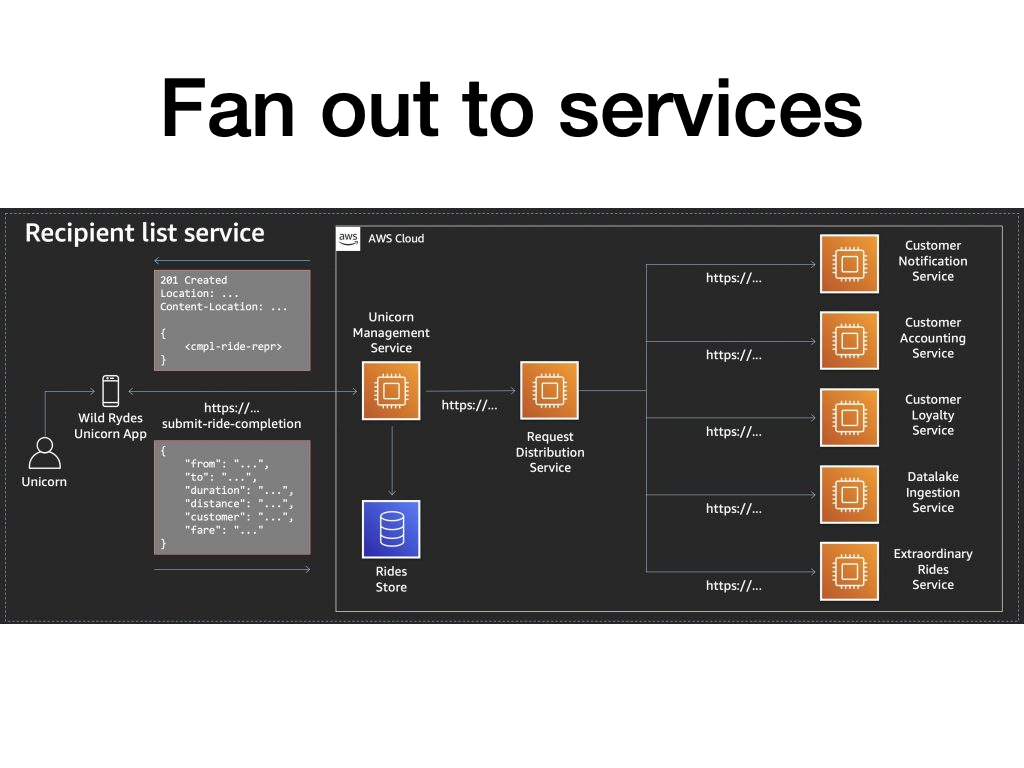 Fan out to services
Recipient list service
aws
AWS Cloud
201 Created
Location: ...
Content-Location: ...
{
<cmpl-ride-repr>
}
Wild Rydes
Unicorn App
Unicorn
https://...
submit-ride-completion
{
"from": "...",
"to": "...",
"duration": "...",
"distance": "...",
"customer": "...",
"fare": "..."
}
Unicorn
Management
Service
https://...
Rides
Store
Request
Distribution
Service
https://...
Customer
Notification
Service
https://...
Customer
Accounting
Service
https://...
Customer
Loyalty
Service
https://...
Datalake
Ingestion
Service
https://...
Extraordinary
Rides
Service